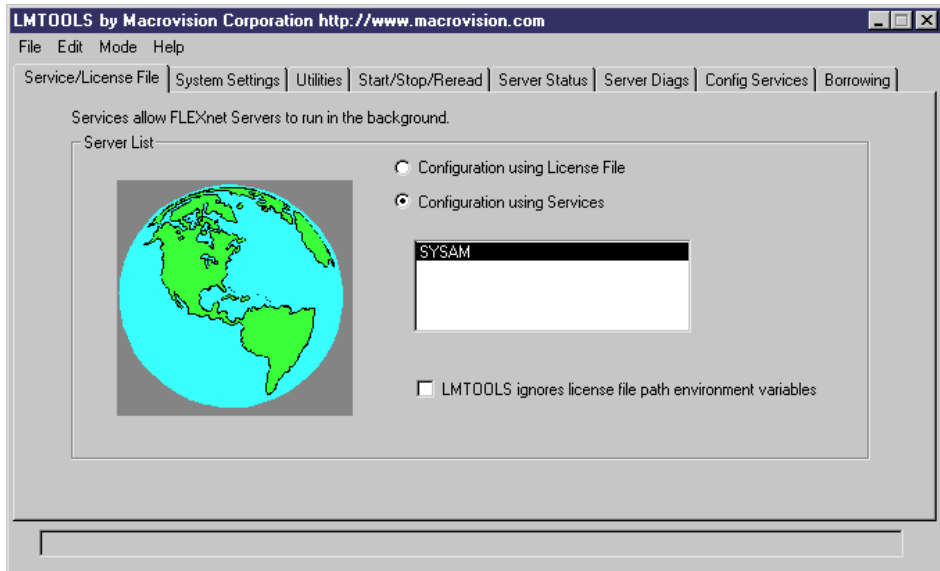 LMTOOLS by Macrovision Corporation http://www.macrovision.com
File Edit Mode Help
Service/License File System Settings Utilities Start/Stop/Reread Server Status Server Diags Config Services Borrowing
Services allow FLEXnet Servers to run in the background.
Server List
Configuration using License File
Configuration using Services
SYSAM
LMTOOLS ignores license file path environment variables